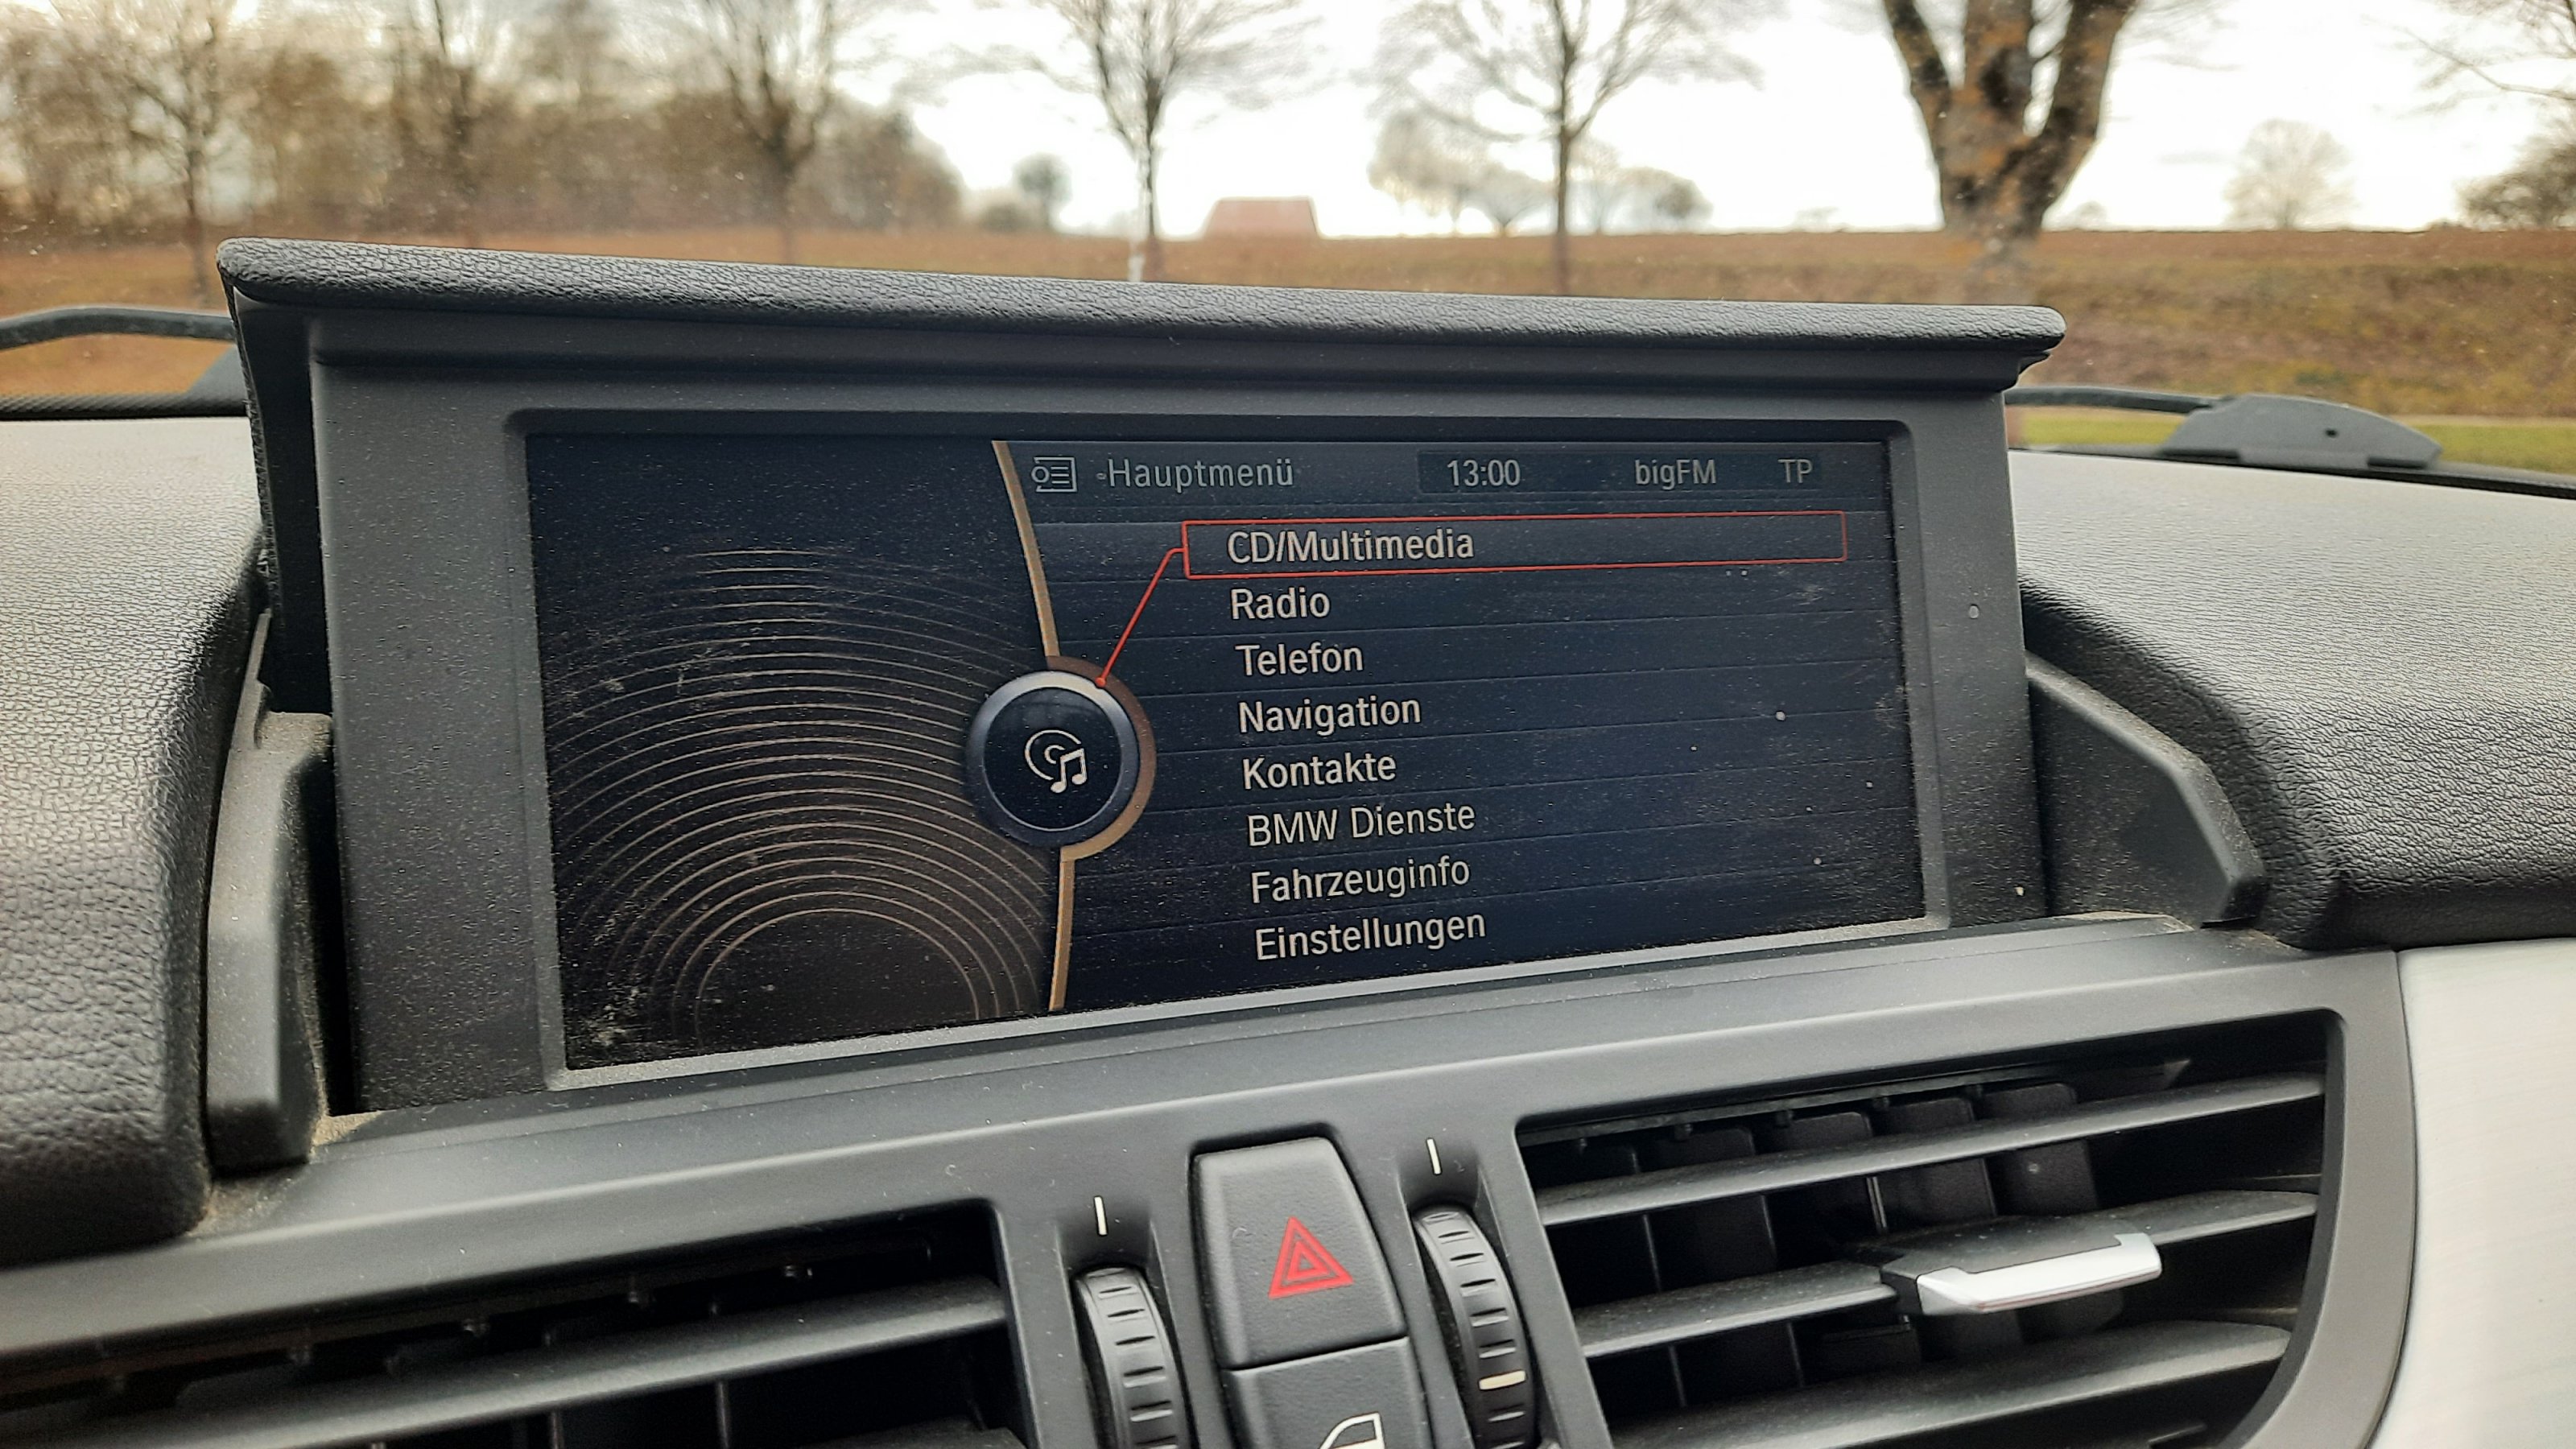 Hauptmenü 13:00 bigFM TP
CD/Multimedia
Radio
Telefon
Navigation
Kontakte
BMW Dienste
Fahrzeuginfo
Einstellungen